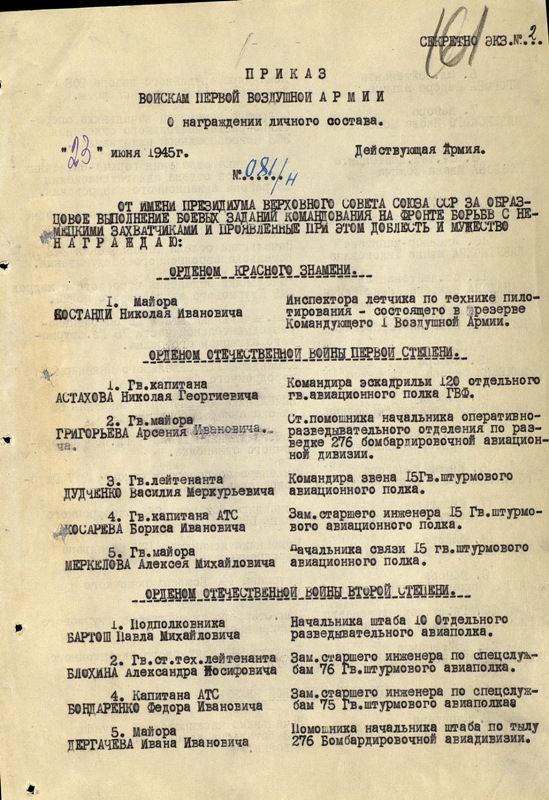 161
СЕКРЕТНО ЭКЗ.№ 2.
ПРИКАЗ
ВОЙСКАМ ПЕРВОЙ ВОЗДУШНОЙ АРМИИ
О награждении личного состава.
"23" июня 1945г. Действующая Армия.
№ 081/н
ОТ ИМЕНИ ПРЕЗИДИУМА ВЕРХОВНОГО СОВЕТА СОЮЗА ССР ЗА ОБРАЗ-
ЦОВОЕ ВЫПОЛНЕНИЕ БОЕВЫХ ЗАДАНИЙ КОМАНДОВАНИЯ НА ФРОНТЕ БОРЬБЫ С НЕ-
МЕЦКИМИ ЗАХВАТЧИКАМИ И ПРОЯВЛЕННЫЕ ПРИ ЭТОМ ДОБЛЕСТЬ И МУЖЕСТВО
НАГРАЖДАЮ:
ОРДЕНОМ КРАСНОГО ЗНАМЕНИ.
1. Майора Инспектора летчика по технике пило-
КОСТАНДИ Николая Ивановича тирования - состоящего в резерве
Командующего I Воздушной Армии.
ОРДЕНОМ ОТЕЧЕСТВЕННОЙ ВОЙНЫ ПЕРВОЙ СТЕПЕНИ.
1. Гв.капитана Командира эскадрильи 120 отдельного
АСТАХОВА Николая Георгиевича гв.авиационного полка ГВФ.
2. Гв.майора Ст.помошника начальника оперативно-
ГРИГОРЬЕВА Арсения Ивановича. разведывательного отделения по раз-
ча. ведке 276 бомбардировочной авиацион-
ной дивизии.
3. Гв.лейтенанта Командира звена 15Гв.штурмового
ДУДЧЕНКО Василия Меркурьевича авиационного полка.
4. Гв.капитана АТС Зам.старшего инженера 15 Гв.штурмо-
КОСАРЕВА Бориса Ивановича вого авиационного полка.
5. Гв.майора Начальника связи 15 гв.штурмового
МЕРКЕЛОВА Алексея Михайловича авиационного полка.
ОРДЕНОМ ОТЕЧЕСТВЕННОЙ ВОЙНЫ ВТОРОЙ СТЕПЕНИ.
1. Подполковника Начальника штаба 10 Отдельного
БАРТОШ Павла Михайловича разведывательного авиаполка.
2. Гв.ст.тех.лейтенанта Зам.старшего инженера по спецслуж-
БЛОХИНА Александра Иосифовича бам 76 Гв.штурмового авиаполка.
4. Капитана АТС Зам.старшего инженера по спецслуж-
БОНДАРЕНКО Федора Ивановича бам 75 Гв.штурмового авиаполкаа
5. Майора Помошника начальника штаба по тылу
ДЕРГАЧЕВА Ивана Ивановича 276 Бомбардировочной авиадивизии.